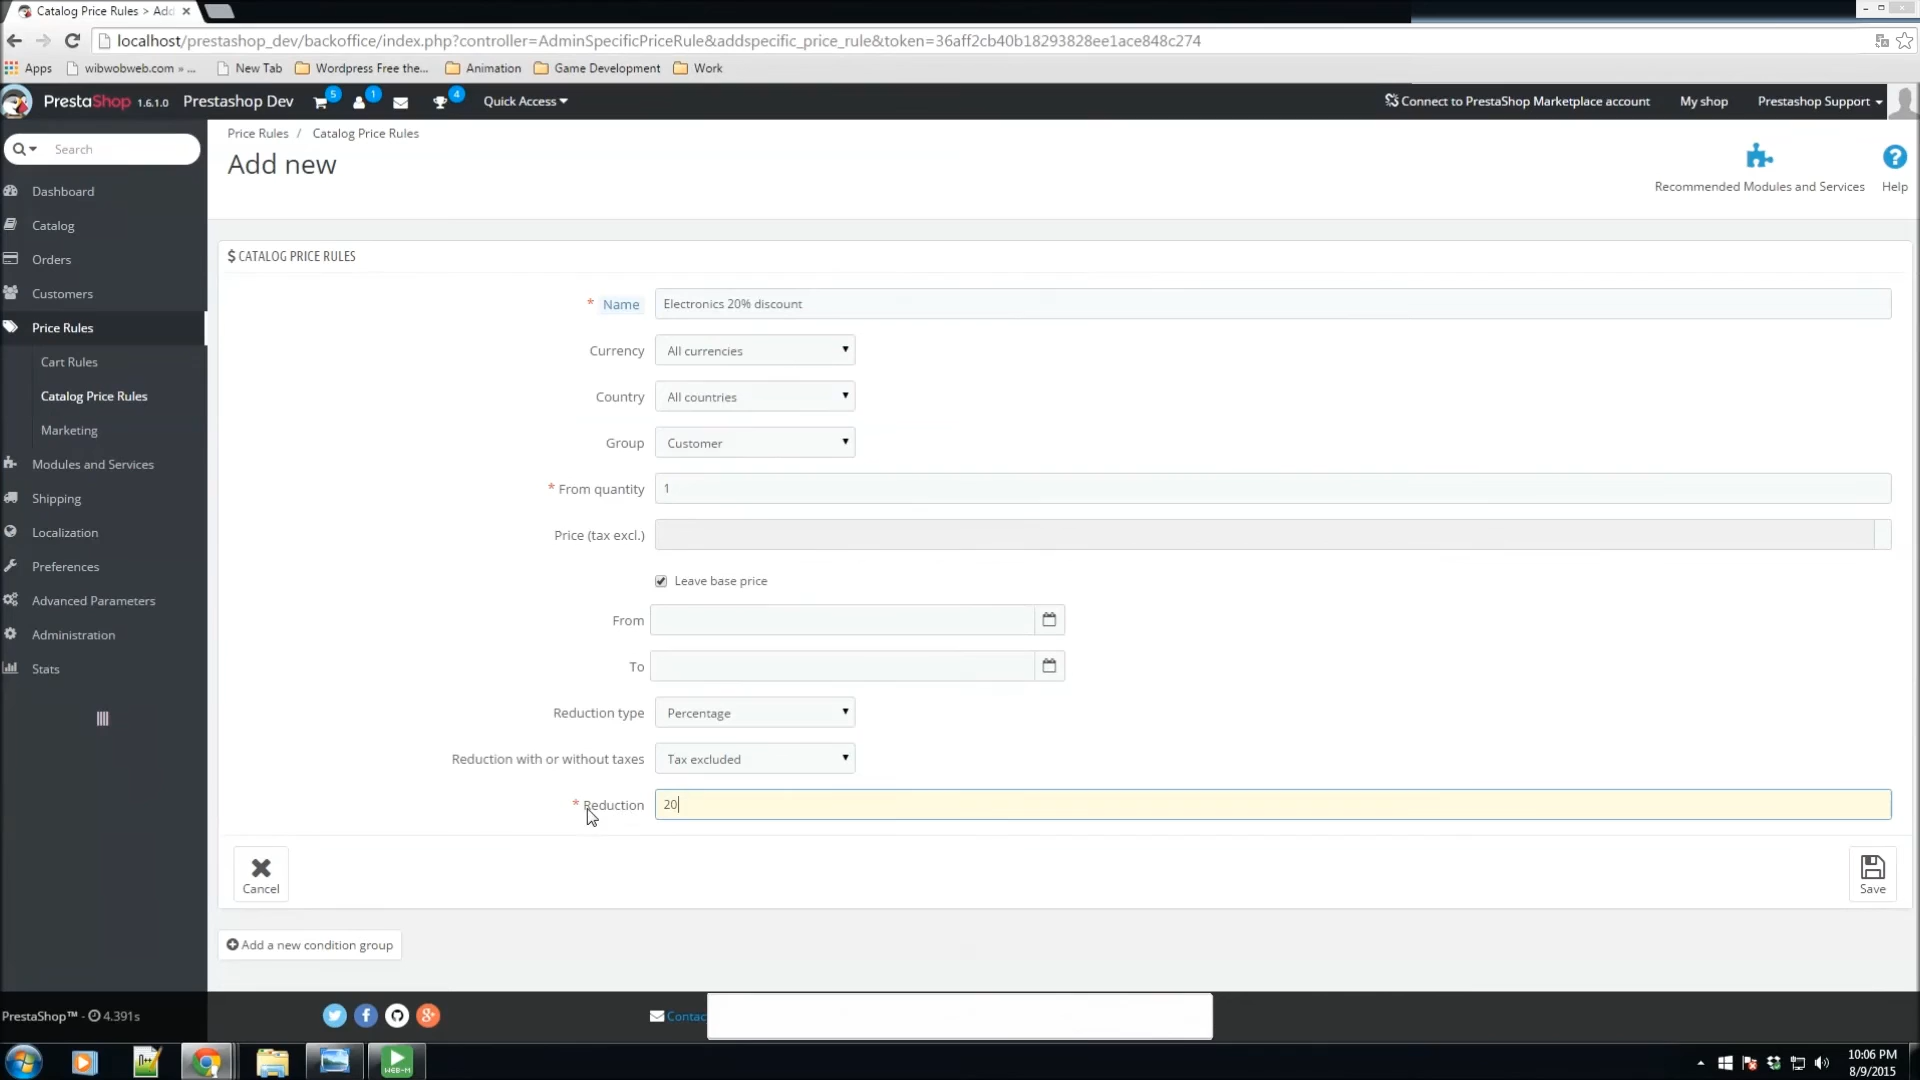 Catalog Price Rules > Add
localhost/prestashop_dev/backoffice/index.php?controller=AdminSpecificPriceRule&addspecific_price_rule&token=36aff2cb40b18293828ee1ace848c274
Apps wibwobweb.com » ... New Tab Wordpress Free the... Animation Game Development Work
PrestaShop 1.6.1.0 Prestashop Dev 5 1 4 Quick Access Connect to PrestaShop Marketplace account My shop Prestashop Support
Search
Dashboard
Catalog
Orders
Customers
Price Rules
Cart Rules
Catalog Price Rules
Marketing
Modules and Services
Shipping
Localization
Preferences
Advanced Parameters
Administration
Stats
Price Rules / Catalog Price Rules
Add new
Recommended Modules and Services Help
$ CATALOG PRICE RULES
* Name Electronics 20% discount
Currency All currencies
Country All countries
Group Customer
* From quantity 1
Price (tax excl.)
Leave base price
From
To
Reduction type Percentage
Reduction with or without taxes Tax excluded
* Reduction 20
Cancel
Save
Add a new condition group
PrestaShop™ - 4.391s
Contac
WEB-M
10:06 PM
8/9/2015